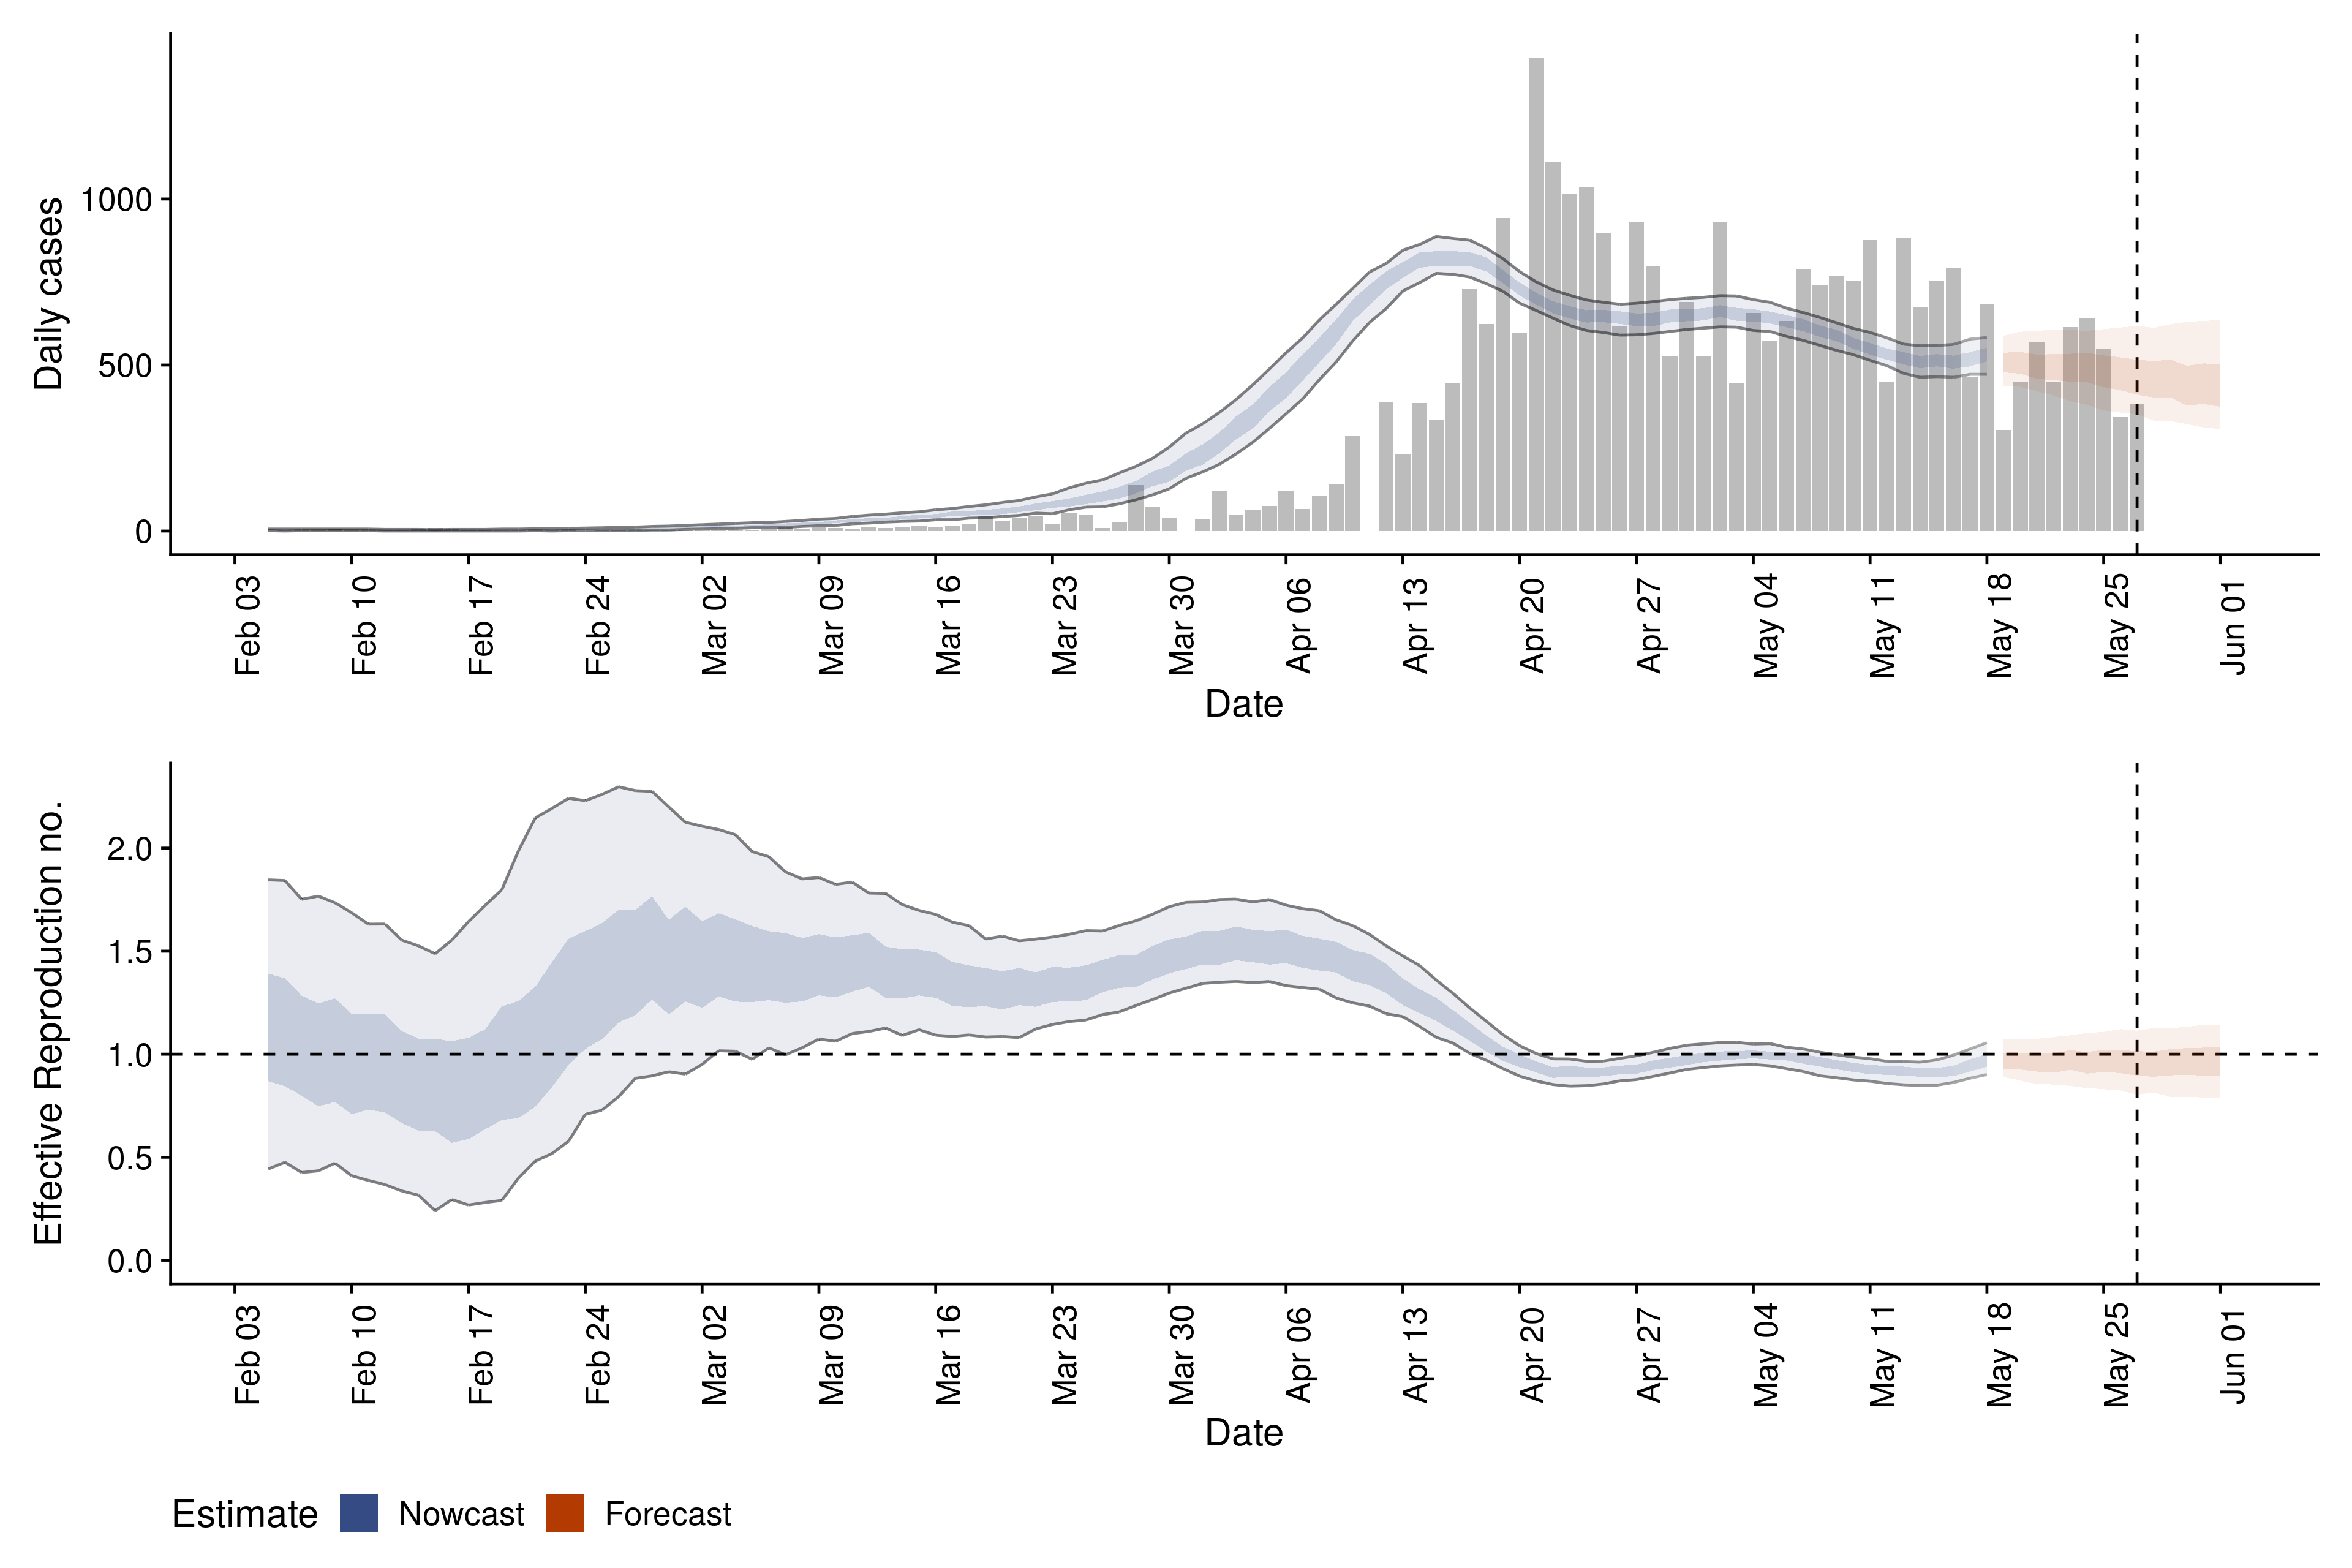 Daily cases
1000
500
0
Feb 03 Feb 10 Feb 17 Feb 24 Mar 02 Mar 09 Mar 16 Mar 23 Mar 30 Apr 06 Apr 13 Apr 20 Apr 27 May 04 May 11 May 18 May 25 Jun 01
Date
Effective Reproduction no.
2.0
1.5
1.0
0.5
0.0
Feb 03 Feb 10 Feb 17 Feb 24 Mar 02 Mar 09 Mar 16 Mar 23 Mar 30 Apr 06 Apr 13 Apr 20 Apr 27 May 04 May 11 May 18 May 25 Jun 01
Date
Estimate Nowcast Forecast